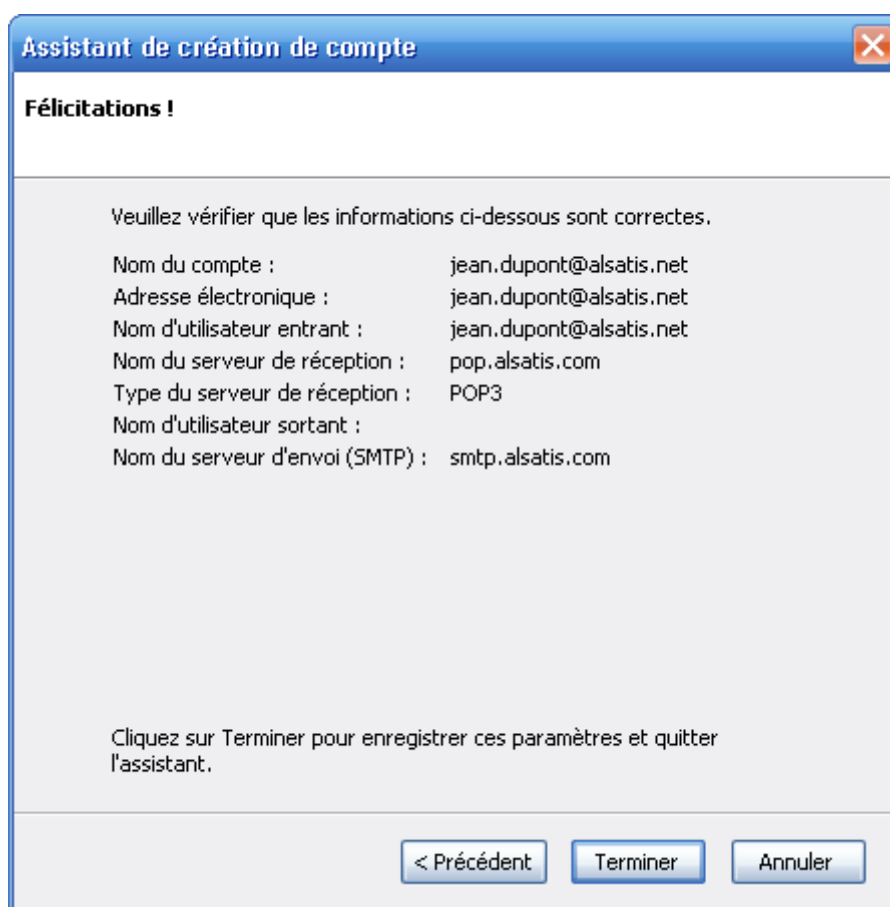 Assistant de création de compte
Félicitations !
Veuillez vérifier que les informations ci-dessous sont correctes.
Nom du compte : jean.dupont@alsatis.net
Adresse électronique : jean.dupont@alsatis.net
Nom d'utilisateur entrant : jean.dupont@alsatis.net
Nom du serveur de réception : pop.alsatis.com
Type du serveur de réception : POP3
Nom d'utilisateur sortant :
Nom du serveur d'envoi (SMTP) : smtp.alsatis.com
Cliquez sur Terminer pour enregistrer ces paramètres et quitter
l'assistant.
< Précédent Terminer Annuler